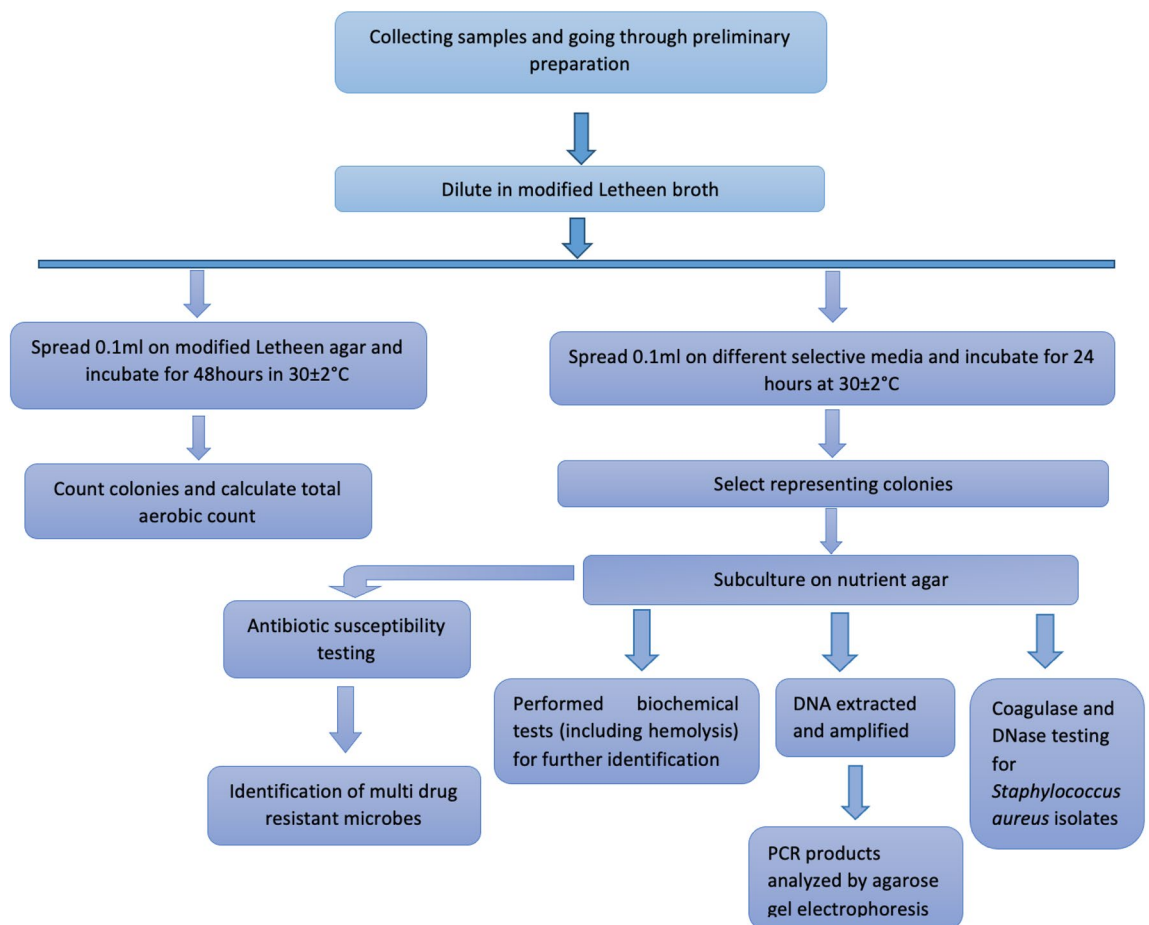 Collecting samples and going through preliminary
preparation
Dilute in modified Letheen broth
Spread 0.1ml on modified Letheen agar and
incubate for 48hours in 30±2°C
Spread 0.1ml on different selective media and incubate for 24
hours at 30±2°C
Count colonies and calculate total
aerobic count
Select representing colonies
Subculture on nutrient agar
Antibiotic susceptibility
testing
Identification of multi drug
resistant microbes
Performed biochemical
tests (including hemolysis)
for further identification
DNA extracted
and amplified
PCR products
analyzed by agarose
gel electrophoresis
Coagulase and
DNase testing
for
Staphylococcus
aureus isolates